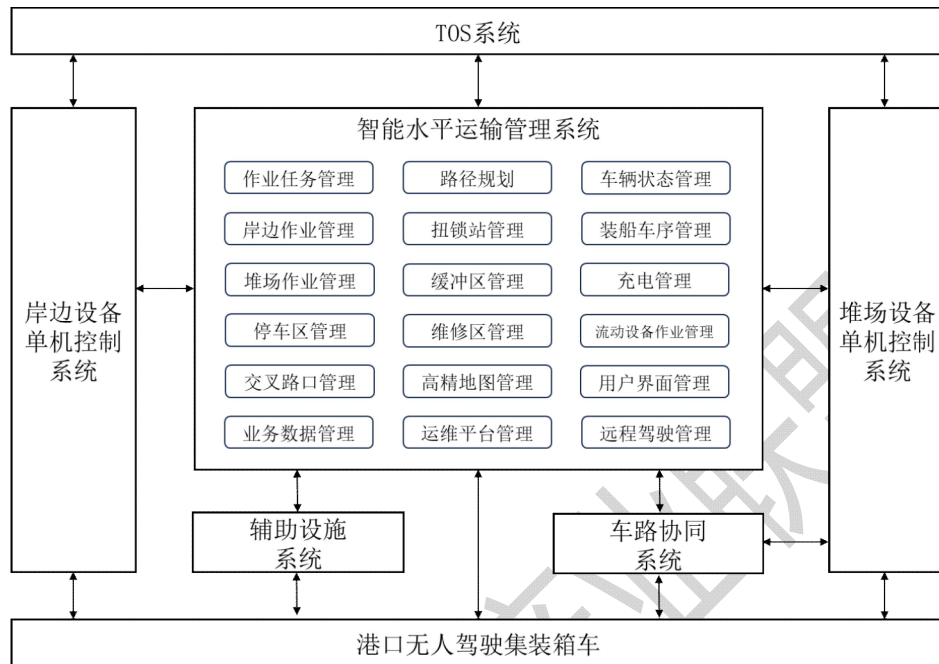 TOS系统
智能水平运输管理系统
作业任务管理
路径规划
车辆状态管理
岸边作业管理
扭锁站管理
装船车序管理
堆场作业管理
缓冲区管理
充电管理
停车区管理
维修区管理
流动设备作业管理
交叉路口管理
高精地图管理
用户界面管理
业务数据管理
运维平台管理
远程驾驶管理
岸边设备
单机控制
系统
堆场设备
单机控制
系统
辅助设施
系统
车路协同
系统
港口无人驾驶集装箱车
产业联盟